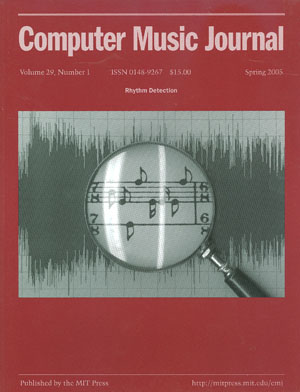 Computer Music Journal
Volume 29, Number 1 ISSN 0148-9267 $15.00 Spring 2005
Rhythm Detection
Published by the MIT Press http://mitpress.mit.edu/cmj